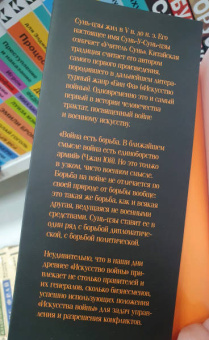 Сунь-цзы жил в V в. до н. э. Его
настоящее имя Сунь-У. Сунь-цзы
означает «Учитель Сунь». Китайская
традиция считает его автором
самого первого произведения,
породившего в дальнейшем литера-
турный жанр «Бин Фа» («Искусство
войны»). Одновременно это и самый
первый в истории человечества
трактат, посвященный войне
и военному искусству.
«Война есть борьба. В ближайшем
смысле война есть единоборство
армий» (Чжан Юй). Но это только
в узком, чисто военном смысле.
Борьба на войне не отличается по
своей природе от борьбы вообще:
это такая же борьба, как и всякая
другая, ведущаяся не военными
средствами. Сунь-цзы ставит ее в
один ряд с борьбой дипломатиче-
ской, с борьбой политической.
Неудивительно, что в наши дни
древнее «Искусство войны» при-
влекает не столько правителей и
их генералов, сколько бизнесменов,
успешно использующих положения
«Искусства войны» для задач управ-
ления и разрешения конфликтов.